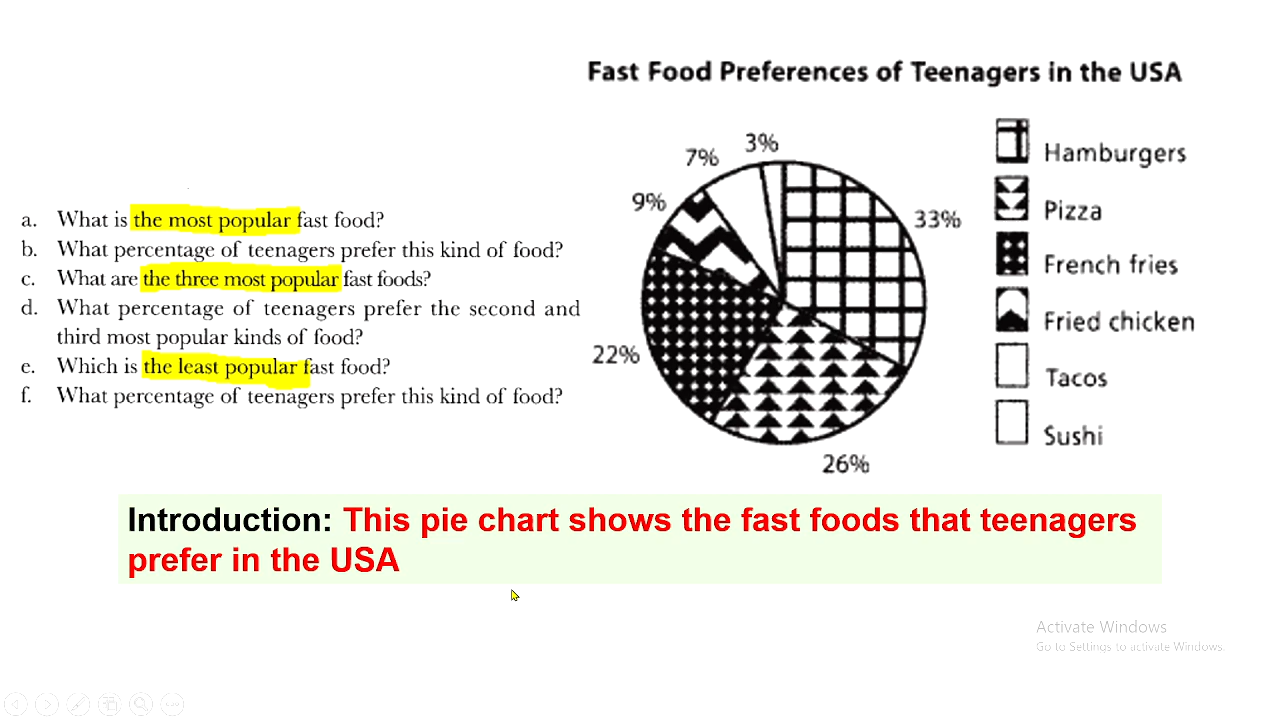 Fast Food Preferences of Teenagers in the USA
3%
7%
9%
33%
22%
26%
Hamburgers
Pizza
French fries
Fried chicken
Tacos
Sushi
a. What is the most popular fast food?
b. What percentage of teenagers prefer this kind of food?
c. What are the three most popular fast foods?
d. What percentage of teenagers prefer the second and
third most popular kinds of food?
e. Which is the least popular fast food?
f. What percentage of teenagers prefer this kind of food?
Introduction: This pie chart shows the fast foods that teenagers
prefer in the USA
Activate Windows
Go to Settings to activate Windows.